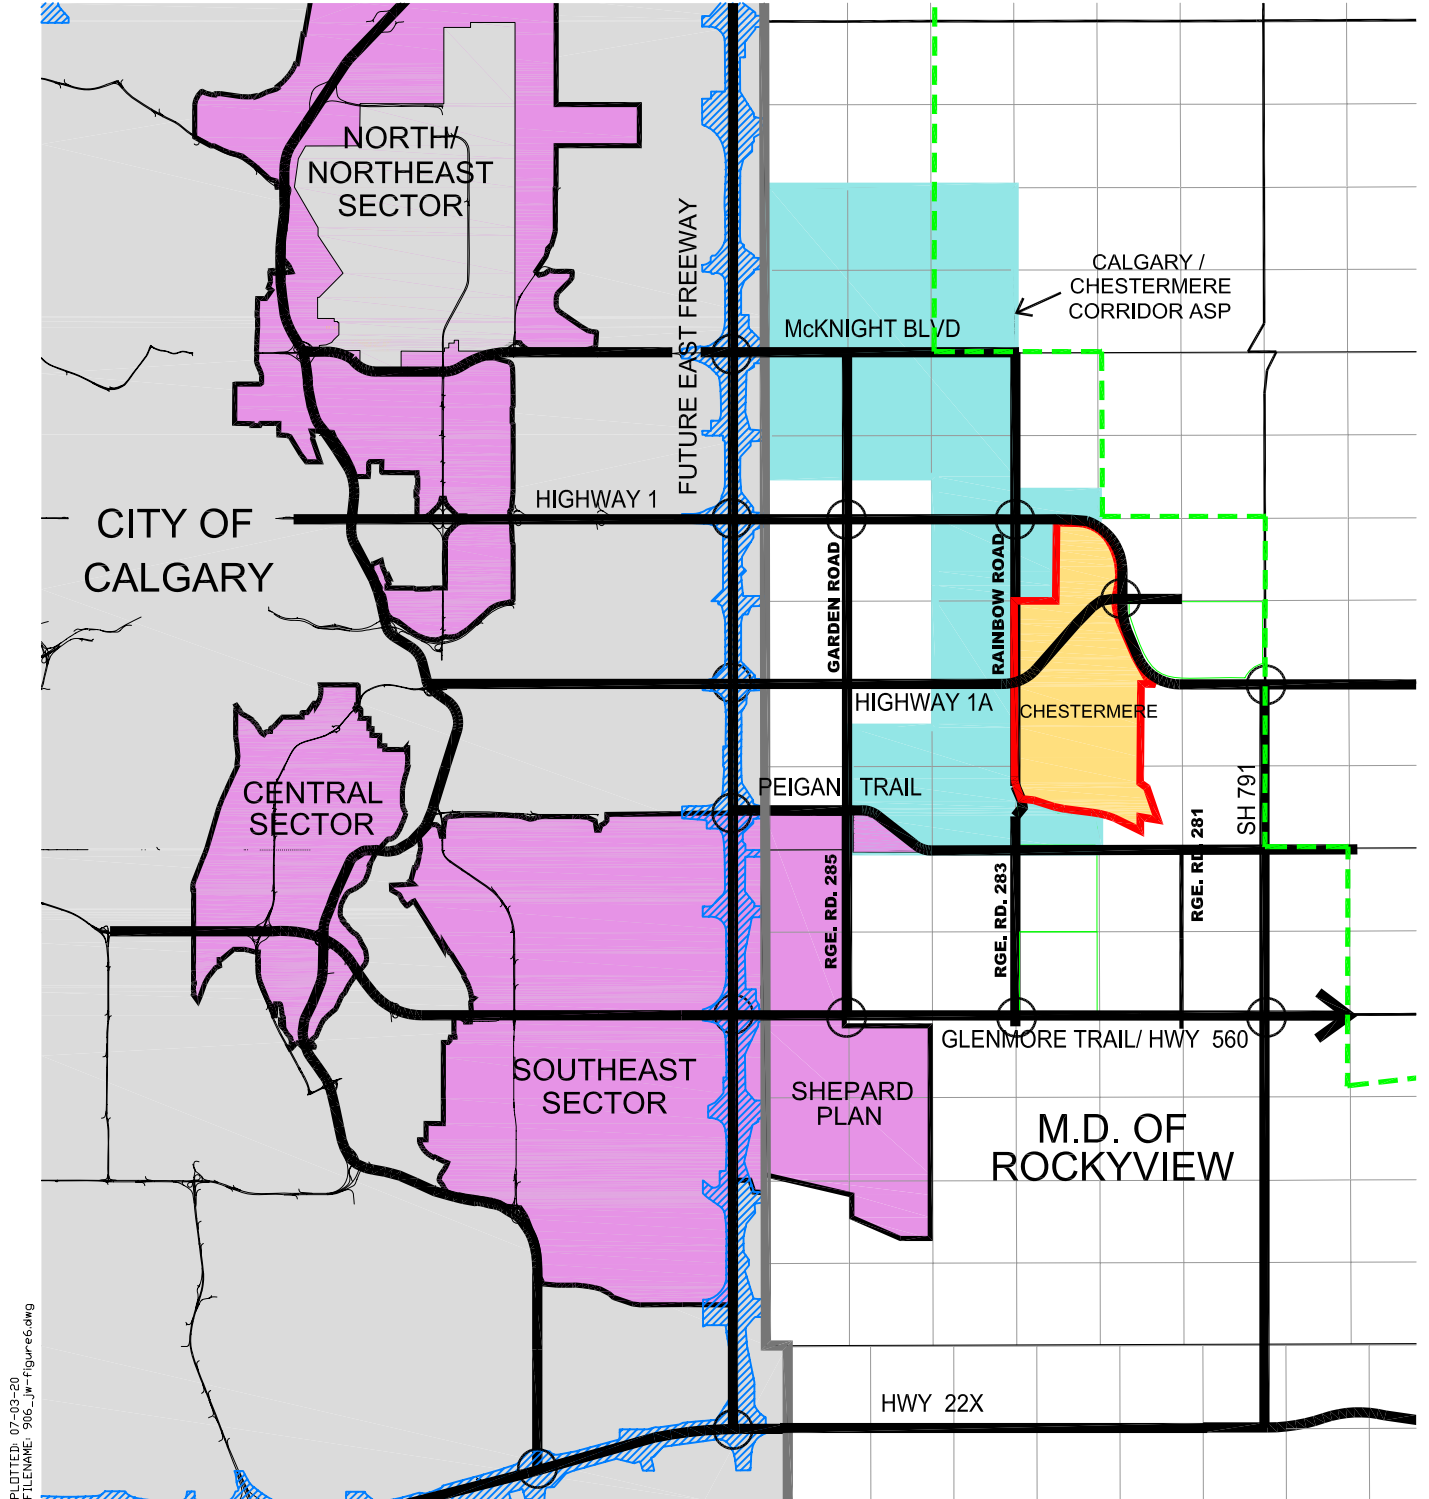 NORTH/
NORTHEAST
SECTOR
FUTURE EAST FREEWAY
CALGARY /
CHESTERMERE
CORRIDOR ASP
McKNIGHT BLVD
HIGHWAY 1
CITY OF
CALGARY
GARDEN ROAD
RAINBOW ROAD
HIGHWAY 1A
CHESTERMERE
PEIGAN TRAIL
SH 791
CENTRAL
SECTOR
RGE. RD. 285
RGE. RD. 283
RGE. RD. 281
GLENMORE TRAIL/ HWY 560
SOUTHEAST
SECTOR
SHEPARD
PLAN
M.D. OF
ROCKYVIEW
HWY 22X
PLOTTED: 07-03-20
FILENAME: 906_jw-figure6.dwg